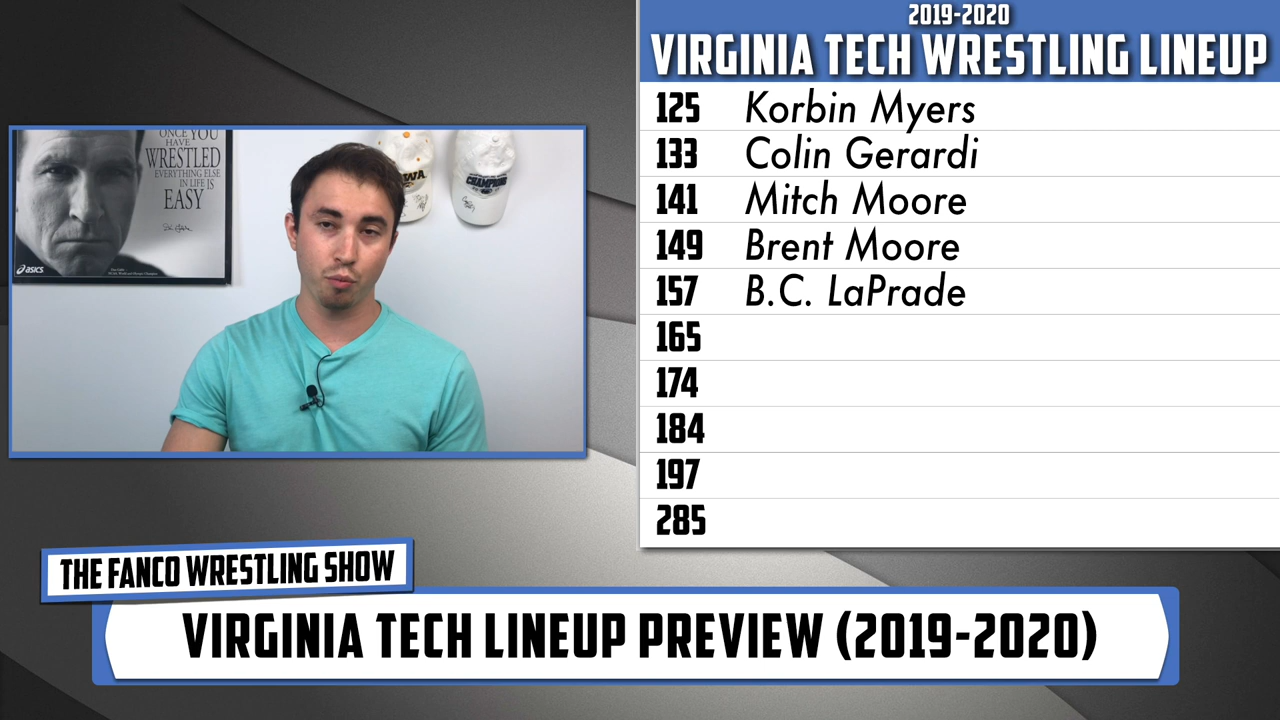 2019-2020
VIRGINIA TECH WRESTLING LINEUP
125 Korbin Myers
133 Colin Gerardi
141 Mitch Moore
149 Brent Moore
157 B.C. LaPrade
165
174
184
197
285
ONCE YOU
HAVE
WRESTLED
EVERYTHING ELSE
IN LIFE IS
EASY
asics
CHAMPIONS
THE FANCO WRESTLING SHOW
VIRGINIA TECH LINEUP PREVIEW (2019-2020)